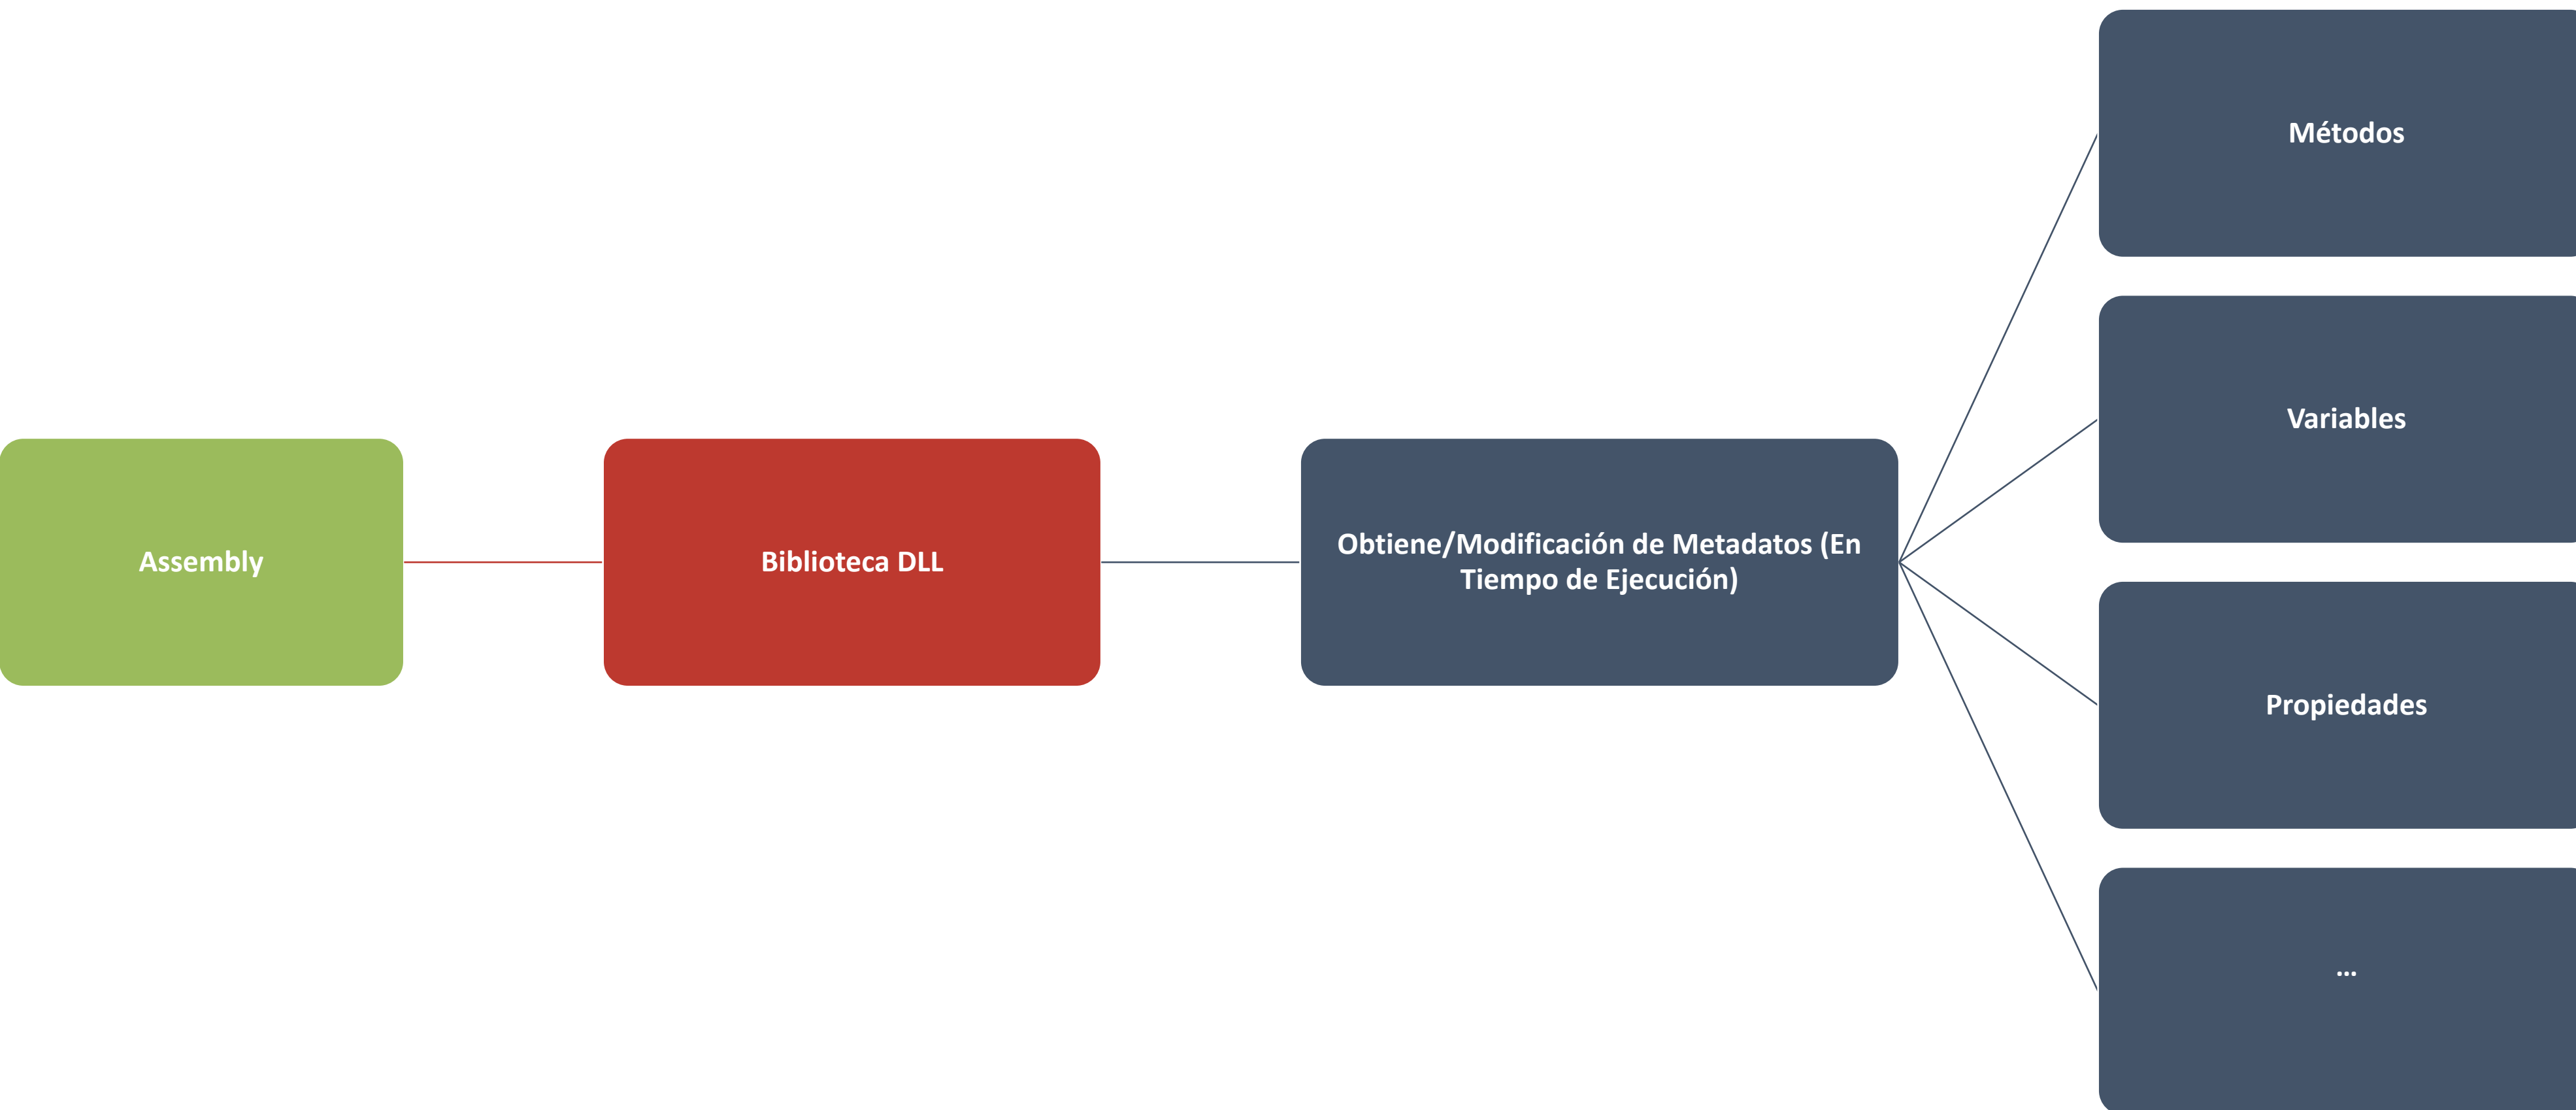 Assembly
Biblioteca DLL
Obtiene/Modificación de Metadatos (En
Tiempo de Ejecución)
Métodos
Variables
Propiedades
...